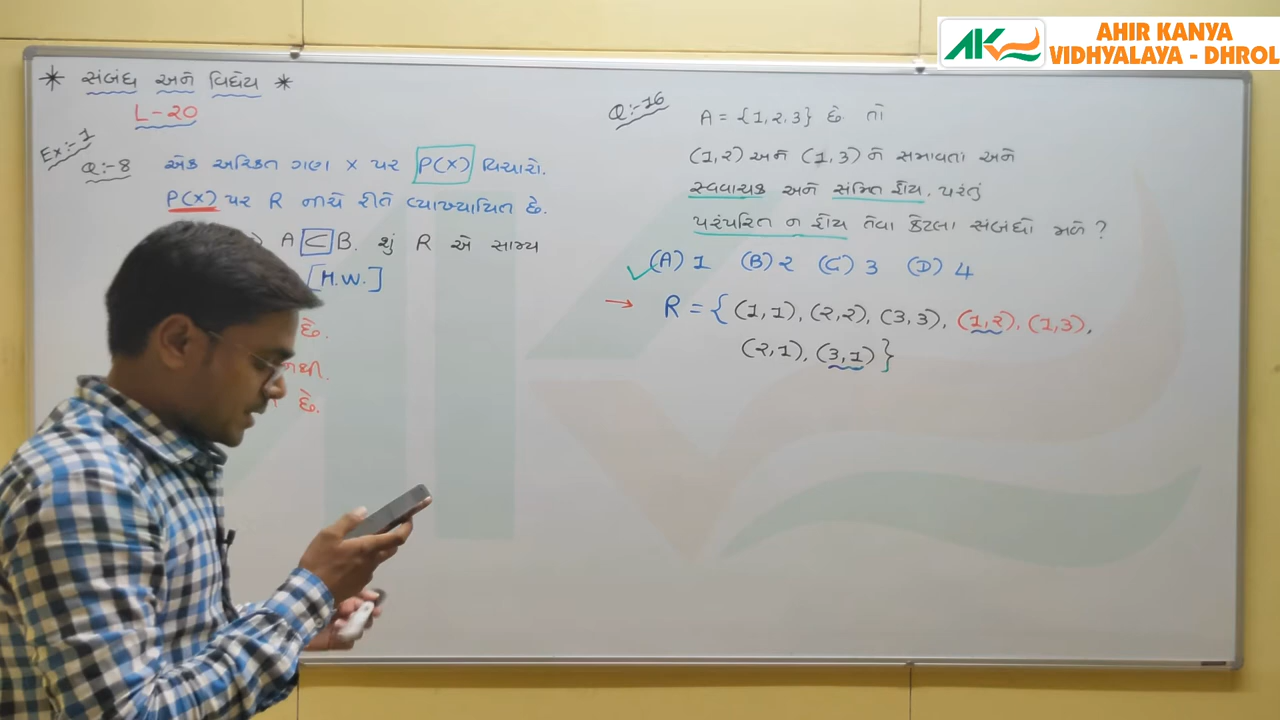 AHIR KANYA
VIDHYALAYA - DHROL
* સંબંધ અને વિધેય *
L-20
Ex:-1
Q:-8 એક અરિક્ત ગણ X પર P(X) વિચારો.
P(X) પર R નીચે રીતે વ્યાખ્યાયિત છે.
A ⊂ B. શું R એ સામ્ય
[H.W.]
છે.
નથી.
છે.
Q:-16 A = {1,2,3} છે તો
(1,2) અને (1,3) ને સમાવતા અને
સ્વવાચક અને સંમિત હોય, પરંતુ
પરંપરિત ન હોય તેવા કેટલા સંબંધો મળે ?
(A) 1 (B) 2 (C) 3 (D) 4
→ R = { (1,1), (2,2), (3,3), (1,2), (1,3),
(2,1), (3,1) }